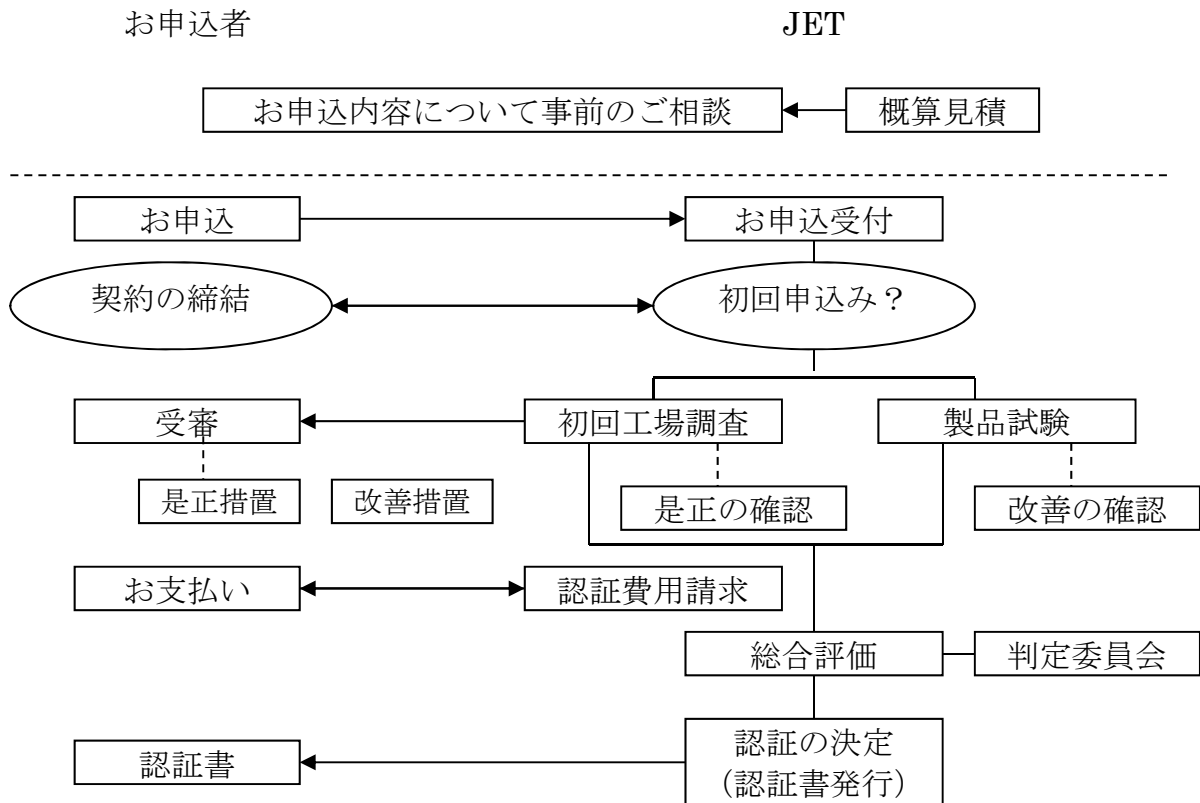 お申込者
JET
お申込内容について事前のご相談
概算見積
お申込
お申込受付
契約の締結
初回申込み？
受審
初回工場調査
製品試験
是正措置
改善措置
是正の確認
改善の確認
お支払い
認証費用請求
総合評価
判定委員会
認証書
認証の決定
（認証書発行）